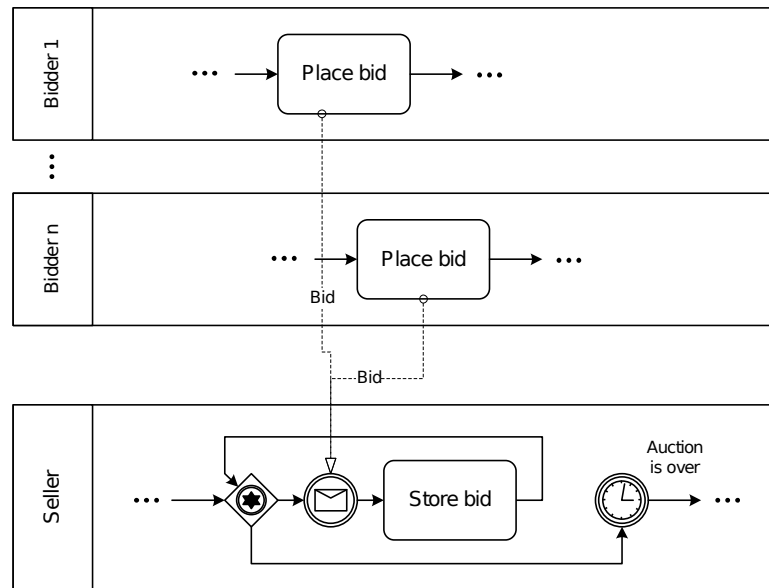 Bidder 1
...
Place bid
...
...
Bidder n
...
Place bid
...
Bid
Bid
Seller
...
Store bid
Auction
is over
...